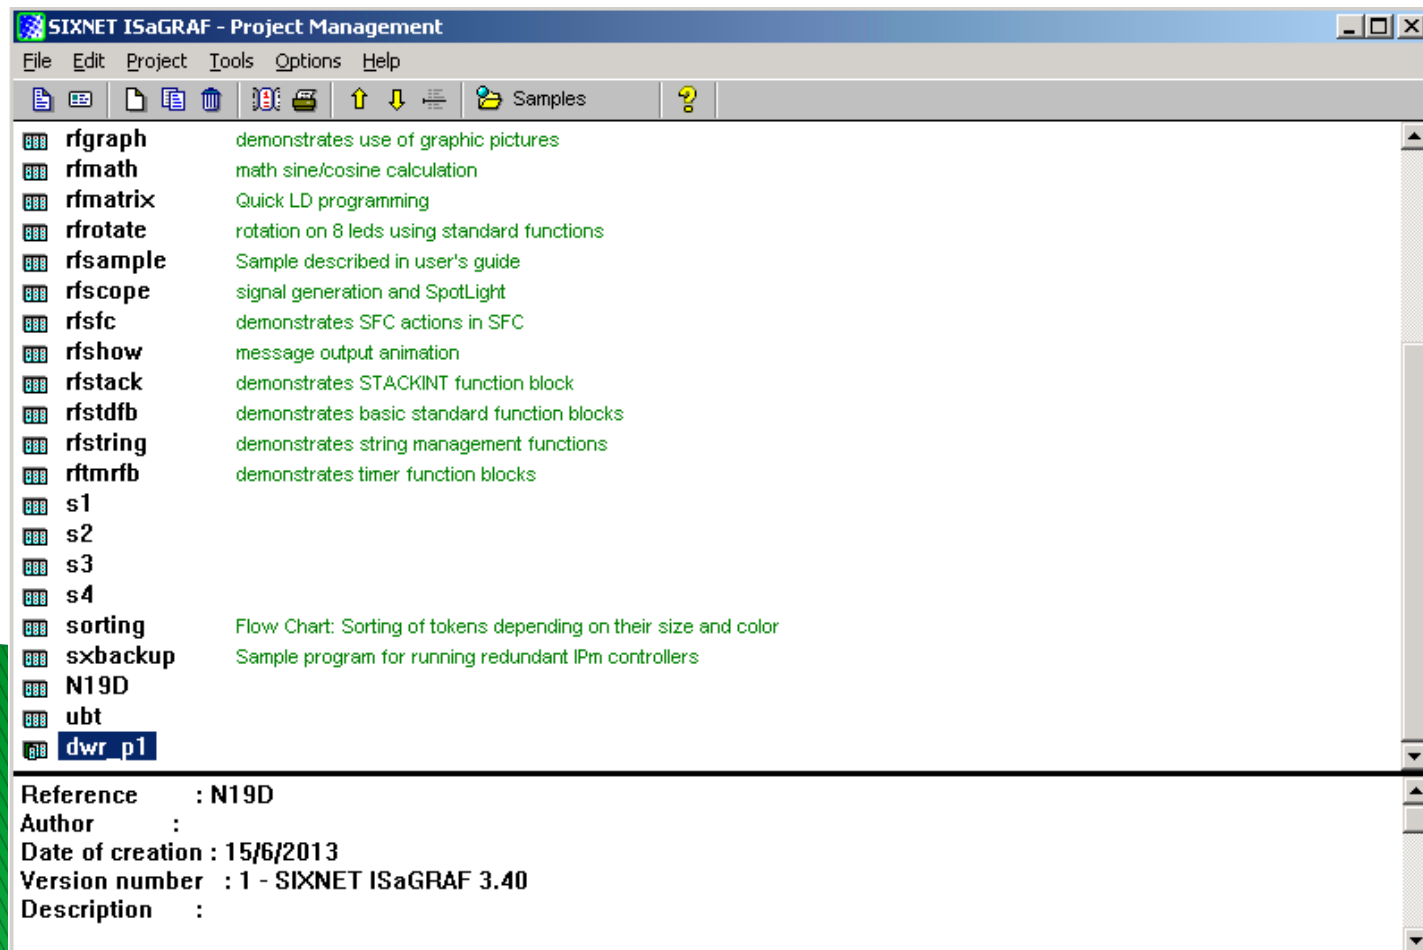 SIXNET ISaGRAF - Project Management
File Edit Project Tools Options Help
Samples
rfgraph demonstrates use of graphic pictures
rfmath math sine/cosine calculation
rfmatrix Quick LD programming
rfrotate rotation on 8 leds using standard functions
rfsample Sample described in user's guide
rfscope signal generation and SpotLight
rfsfc demonstrates SFC actions in SFC
rfshow message output animation
rfstack demonstrates STACKINT function block
rfstdfb demonstrates basic standard function blocks
rfstring demonstrates string management functions
rftmrfb demonstrates timer function blocks
s1
s2
s3
s4
sorting Flow Chart: Sorting of tokens depending on their size and color
sxbackup Sample program for running redundant IPm controllers
N19D
ubt
dwr_p1
Reference : N19D
Author :
Date of creation : 15/6/2013
Version number : 1 - SIXNET ISaGRAF 3.40
Description :